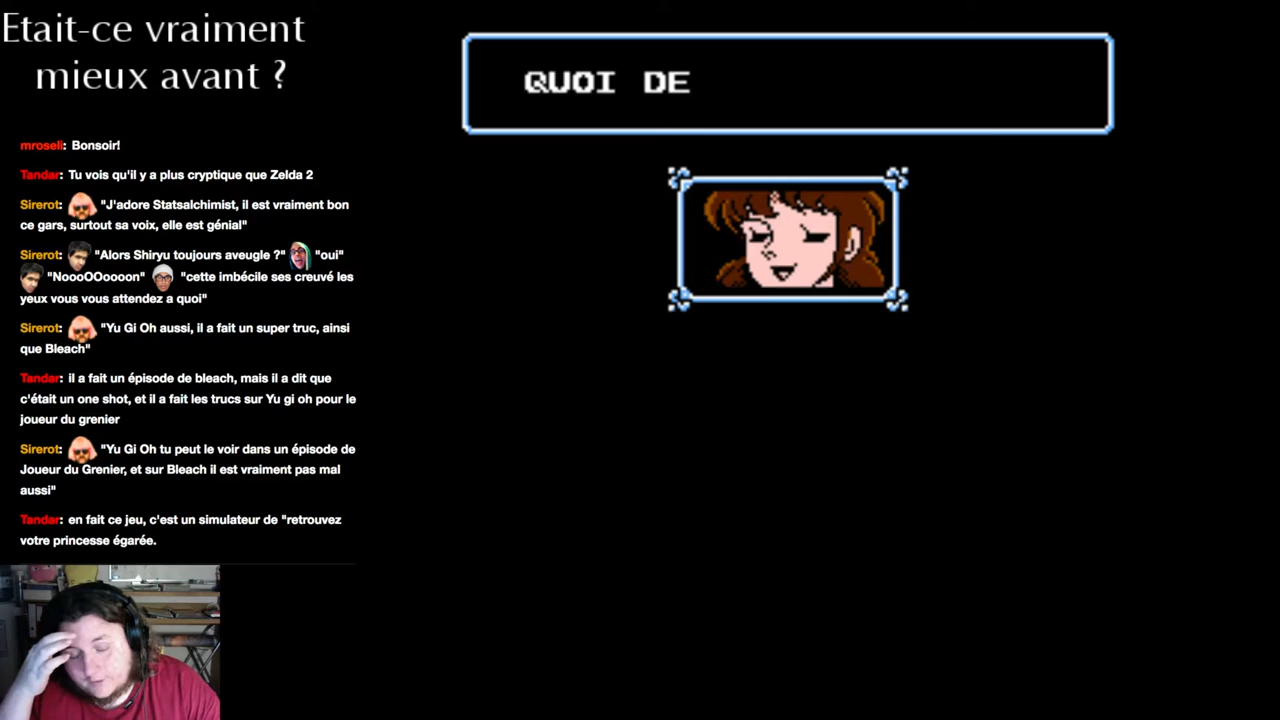 Etait-ce vraiment
mieux avant ?
QUOI DE
mroseli: Bonsoir!
Tandar: Tu vois qu'il y a plus cryptique que Zelda 2
Sirerot: "J'adore Statsalchimist, il est vraiment bon
ce gars, surtout sa voix, elle est génial"
Sirerot: "Alors Shiryu toujours aveugle ?" "oui"
"NoooOOoooon" "cette imbécile ses creuvé les
yeux vous vous attendez a quoi"
Sirerot: "Yu Gi Oh aussi, il a fait un super truc, ainsi
que Bleach"
Tandar: il a fait un épisode de bleach, mais il a dit que
c'était un one shot, et il a fait les trucs sur Yu gi oh pour le
joueur du grenier
Sirerot: "Yu Gi Oh tu peut le voir dans un épisode de
Joueur du Grenier, et sur Bleach il est vraiment pas mal
aussi"
Tandar: en fait ce jeu, c'est un simulateur de "retrouvez
votre princesse égarée.